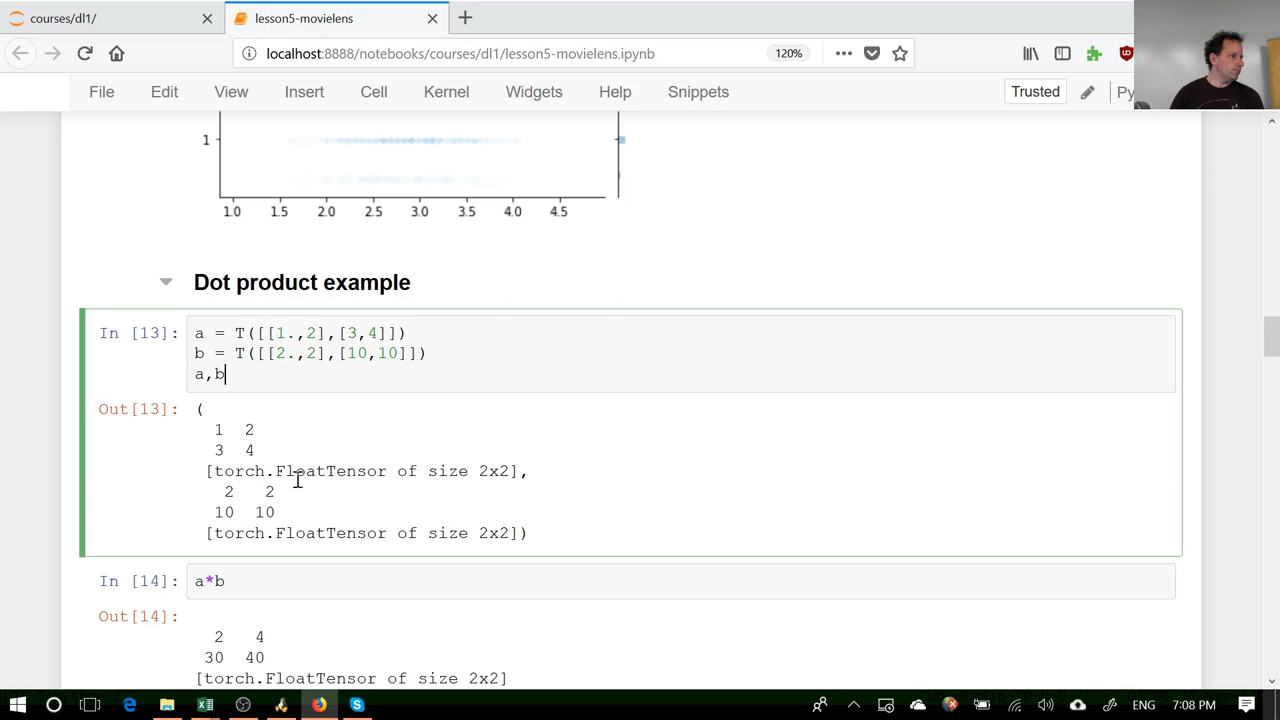 courses/dl1/
lesson5-movielens
localhost:8888/notebooks/courses/dl1/lesson5-movielens.ipynb
120%
File Edit View Insert Cell Kernel Widgets Help Snippets
Trusted
Py
1
1.0 1.5 2.0 2.5 3.0 3.5 4.0 4.5
Dot product example
In [13]: a = T([[1.,2],[3,4]])
b = T([[2.,2],[10,10]])
a,b
Out[13]: (
1 2
3 4
[torch.FloatTensor of size 2x2],
2 2
10 10
[torch.FloatTensor of size 2x2])
In [14]: a*b
Out[14]:
2 4
30 40
[torch.FloatTensor of size 2x2]
ENG 7:08 PM